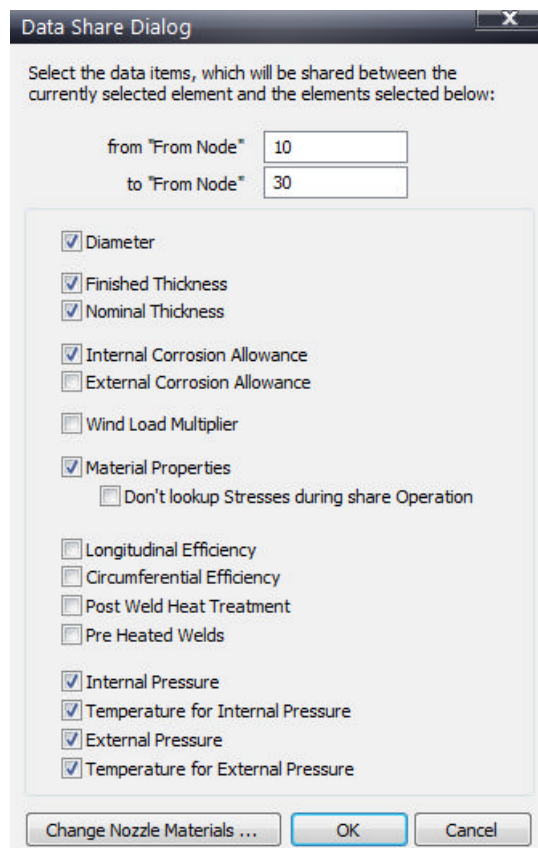 Data Share Dialog
X
Select the data items, which will be shared between the
currently selected element and the elements selected below:
from "From Node" 10
to "From Node" 30
Diameter
Finished Thickness
Nominal Thickness
Internal Corrosion Allowance
External Corrosion Allowance
Wind Load Multiplier
Material Properties
Don't lookup Stresses during share Operation
Longitudinal Efficiency
Circumferential Efficiency
Post Weld Heat Treatment
Pre Heated Welds
Internal Pressure
Temperature for Internal Pressure
External Pressure
Temperature for External Pressure
Change Nozzle Materials ... OK Cancel